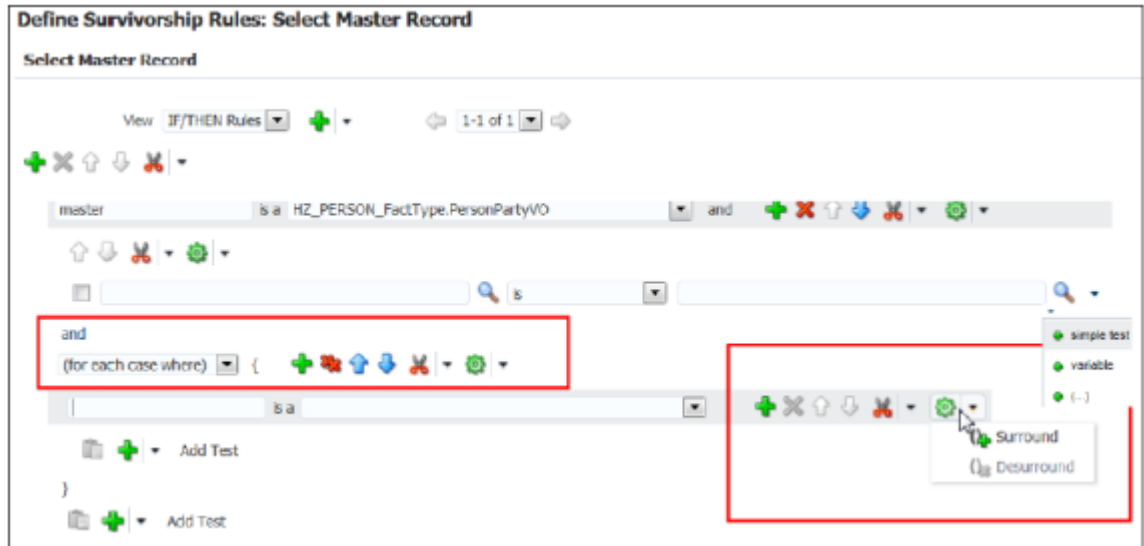 Define Survivorship Rules: Select Master Record
Select Master Record
View IF/THEN Rules 1-1 of 1
master is a HZ_PERSON_FactType.PersonPartyVO and
is
and
simple test
(for each case where) {
variable
is a
{...}
Surround
Add Test
Desurround
}
Add Test